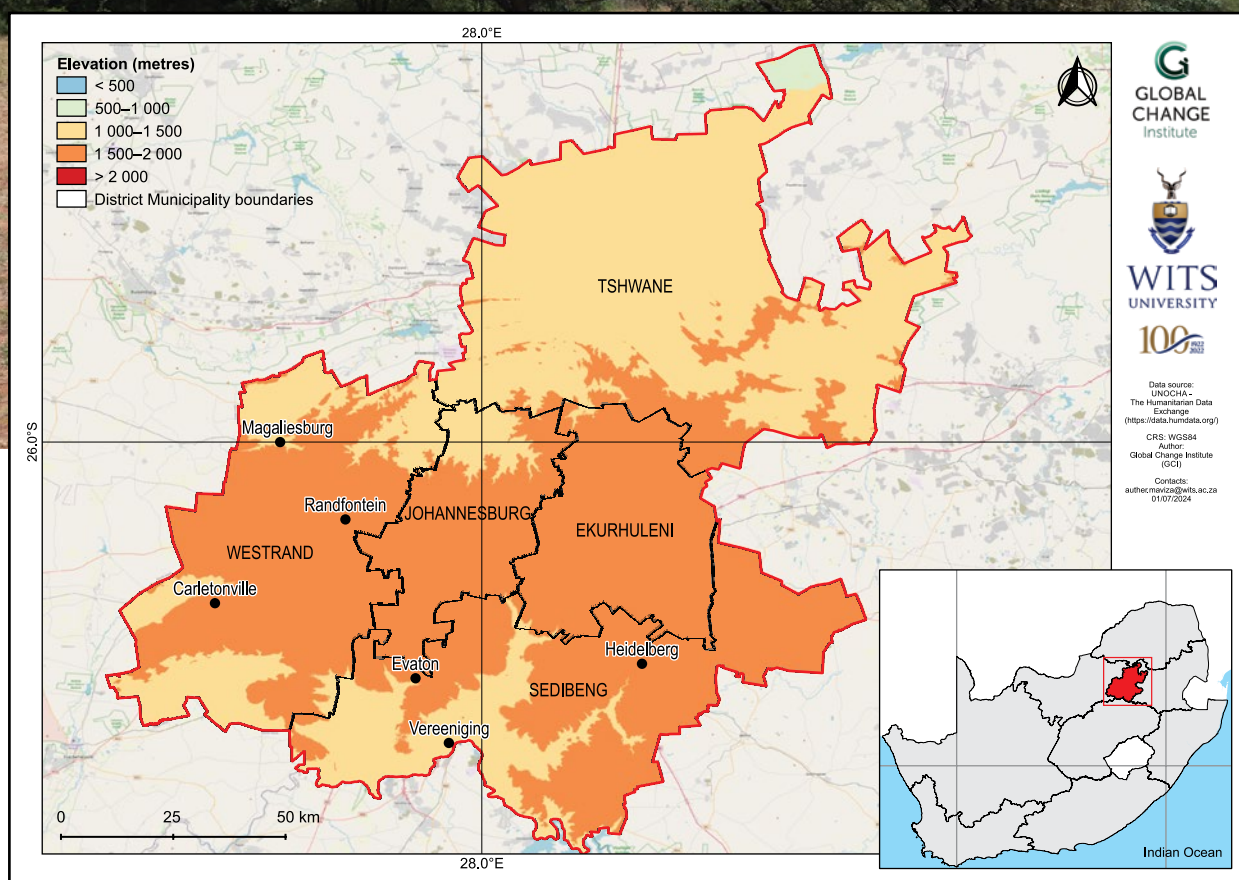 28.0°E
Elevation (metres)
< 500
500–1 000
1 000–1 500
1 500–2 000
> 2 000
District Municipality boundaries
TSHWANE
26.0°S
Magaliesburg
Randfontein
JOHANNESBURG
EKURHULENI
WESTRAND
Carletonville
Evaton
Heidelberg
SEDIBENG
Vereeniging
0 25 50 km
28.0°E
GLOBAL
CHANGE
Institute
WITS
UNIVERSITY
100
1922
2022
Data source:
UNOCHA –
The Humanitarian Data
Exchange
(https://data.humdata.org/)
CRS: WGS84
Author:
Global Change Institute
(GCI)
Contacts:
auther.maviza@wits.ac.za
01/07/2024
Indian Ocean